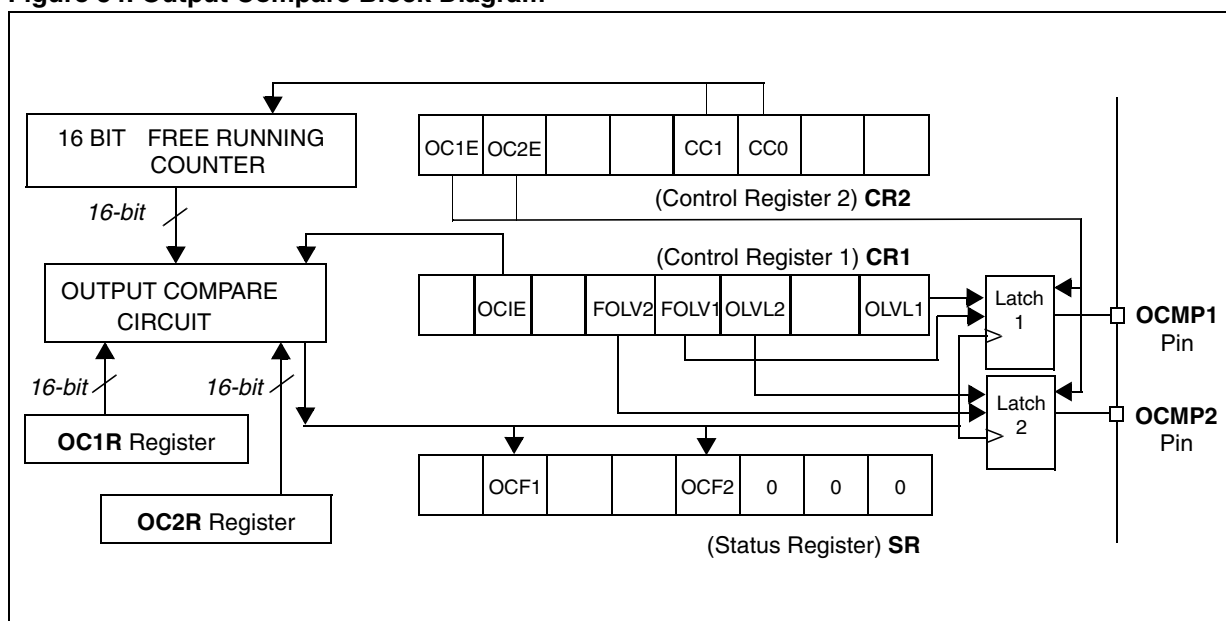 16 BIT FREE RUNNING
COUNTER
16-bit
OUTPUT COMPARE
CIRCUIT
16-bit
16-bit
OC1R Register
OC2R Register
OC1E OC2E CC1 CC0
(Control Register 2) CR2
(Control Register 1) CR1
OCIE FOLV2 FOLV1 OLVL2 OLVL1
Latch
1
OCMP1
Pin
Latch
2
OCMP2
Pin
OCF1 OCF2 0 0 0
(Status Register) SR